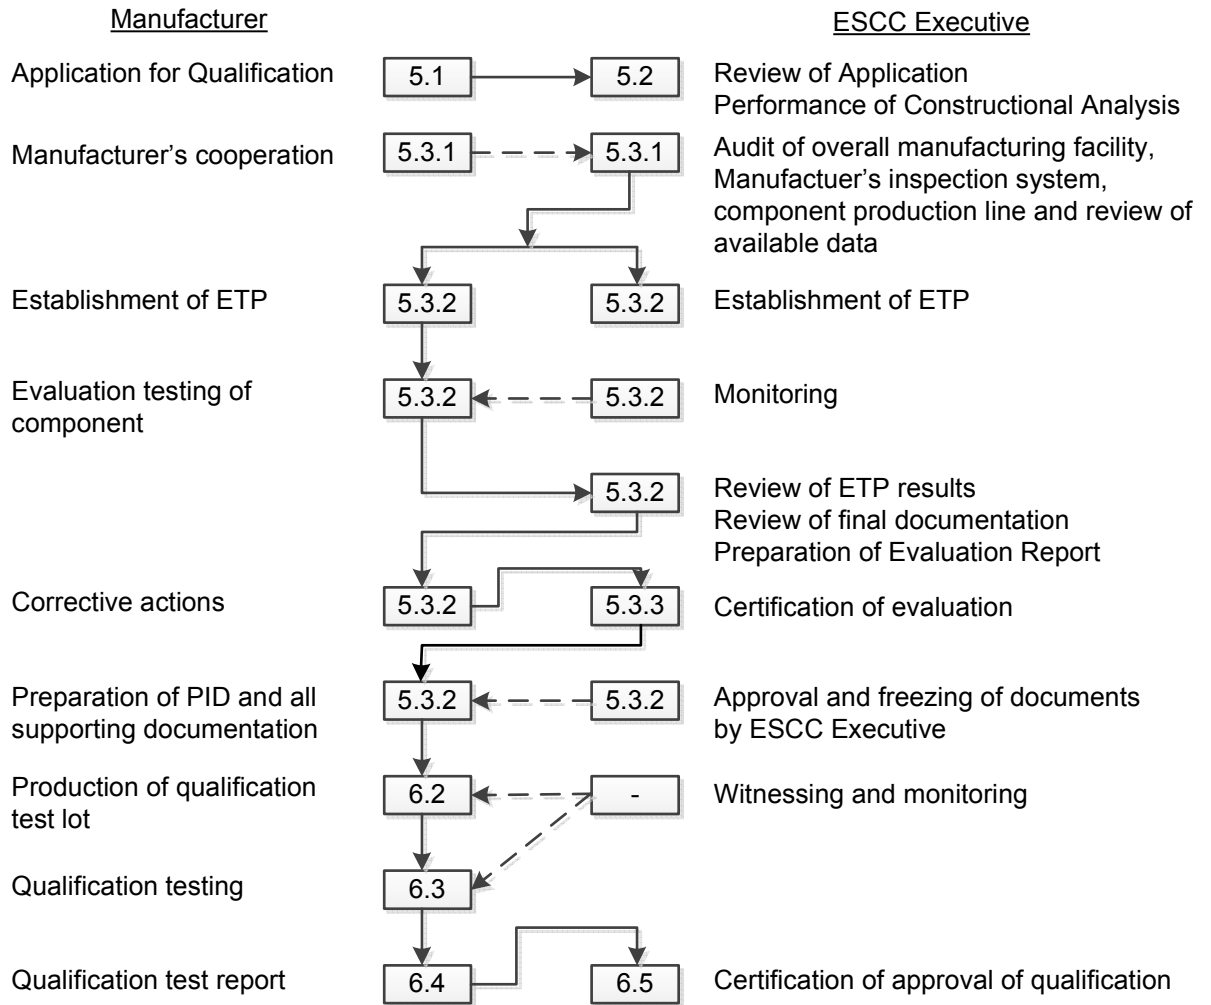 Manufacturer ESCC Executive
Application for Qualification 5.1 5.2 Review of Application
Performance of Constructional Analysis
Manufacturer's cooperation 5.3.1 5.3.1 Audit of overall manufacturing facility,
Manufactuer's inspection system,
component production line and review of
available data
Establishment of ETP 5.3.2 5.3.2 Establishment of ETP
Evaluation testing of 5.3.2 5.3.2 Monitoring
component
5.3.2 Review of ETP results
Review of final documentation
Preparation of Evaluation Report
Corrective actions 5.3.2 5.3.3 Certification of evaluation
Preparation of PID and all 5.3.2 5.3.2 Approval and freezing of documents
supporting documentation by ESCC Executive
Production of qualification 6.2 - Witnessing and monitoring
test lot
Qualification testing 6.3
Qualification test report 6.4 6.5 Certification of approval of qualification